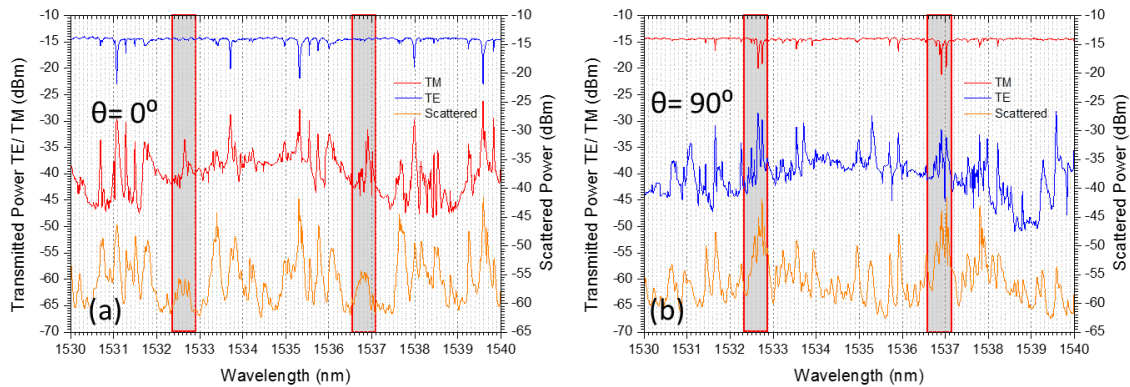 Transmitted Power TE/ TM (dBm)
-10
-15
-20
-25
-30
-35
-40
-45
-50
-55
-60
-65
-70
θ= 0º
TM
TE
Scattered
(a)
-10
-15
-20
-25
-30
-35
-40
-45
-50
-55
-60
-65
Scattered Power (dBm)
1530 1531 1532 1533 1534 1535 1536 1537 1538 1539 1540
Wavelength (nm)
Transmitted Power TE/ TM (dBm)
-10
-15
-20
-25
-30
-35
-40
-45
-50
-55
-60
-65
-70
θ= 90º
TM
TE
Scattered
(b)
10
-15
-20
-25
-30
-35
-40
-45
-50
-55
-60
-65
Scattered Power (dBm)
1530 1531 1532 1533 1534 1535 1536 1537 1538 1539 1540
Wavelength (nm)